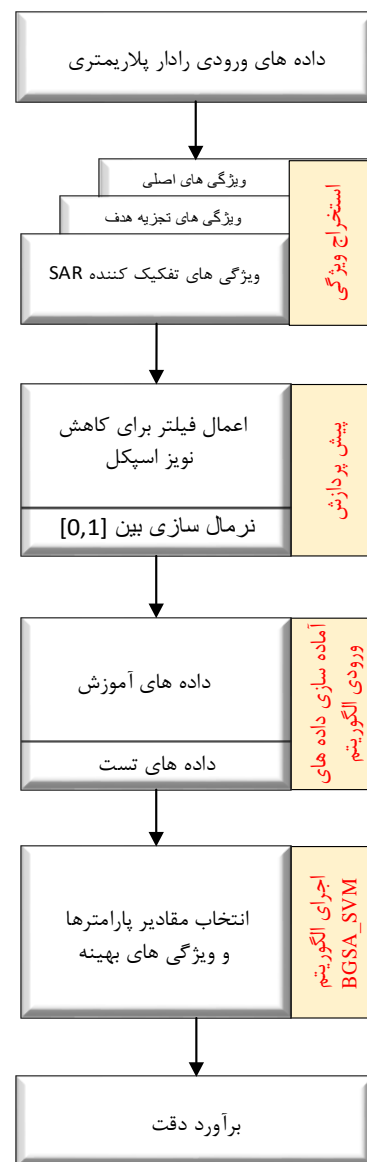 داده های ورودی رادار پلاریمتری
ویژگی های اصلی
ویژگی های تجزیه هدف
ویژگی های تفکیک کننده SAR
استخراج ویژگی
اعمال فیلتر برای کاهش
نویز اسپکل
نرمال سازی بین [0,1]
پیش پردازش
داده های آموزش
داده های تست
آماده سازی داده های
ورودی الگوریتم
انتخاب مقادیر پارامترها
و ویژگی های بهینه
اجرای الگوریتم
BGSA_SVM
برآورد دقت